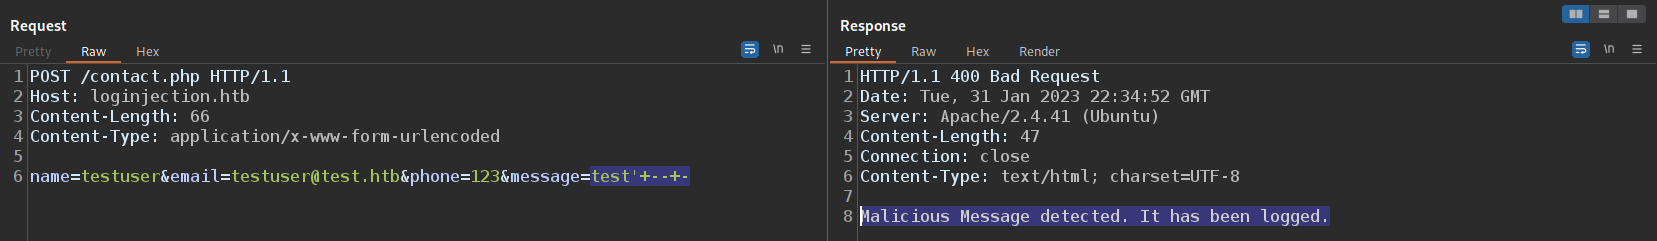 Request
Pretty Raw Hex \n
1 POST /contact.php HTTP/1.1
2 Host: loginjection.htb
3 Content-Length: 66
4 Content-Type: application/x-www-form-urlencoded
5
6 name=testuser&email=testuser@test.htb&phone=123&message=test'+--+-
Response
Pretty Raw Hex Render \n
1 HTTP/1.1 400 Bad Request
2 Date: Tue, 31 Jan 2023 22:34:52 GMT
3 Server: Apache/2.4.41 (Ubuntu)
4 Content-Length: 47
5 Connection: close
6 Content-Type: text/html; charset=UTF-8
7
8 Malicious Message detected. It has been logged.